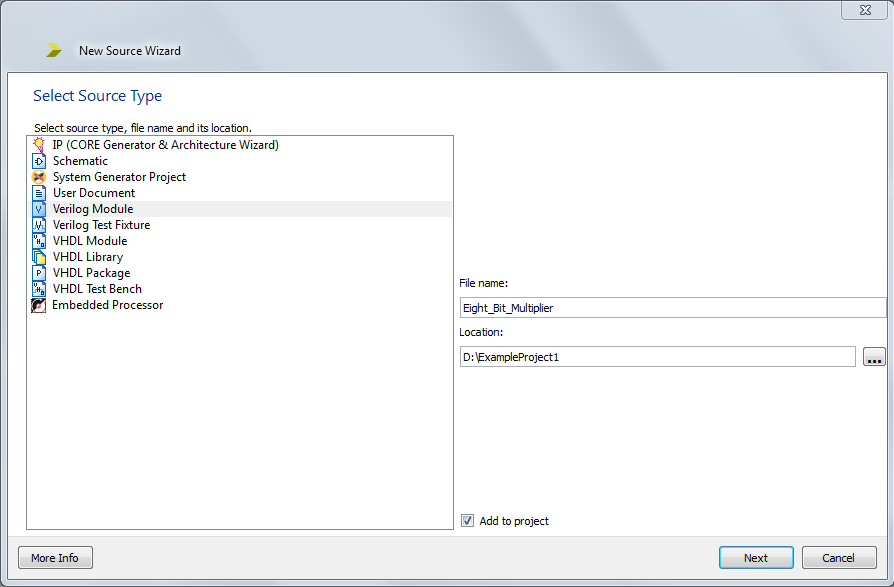 New Source Wizard
Select Source Type
Select source type, file name and its location.
IP (CORE Generator & Architecture Wizard)
Schematic
System Generator Project
User Document
Verilog Module
Verilog Test Fixture
VHDL Module
VHDL Library
VHDL Package
VHDL Test Bench
Embedded Processor
File name:
Eight_Bit_Multiplier
Location:
D:\ExampleProject1
...
Add to project
More Info
Next
Cancel